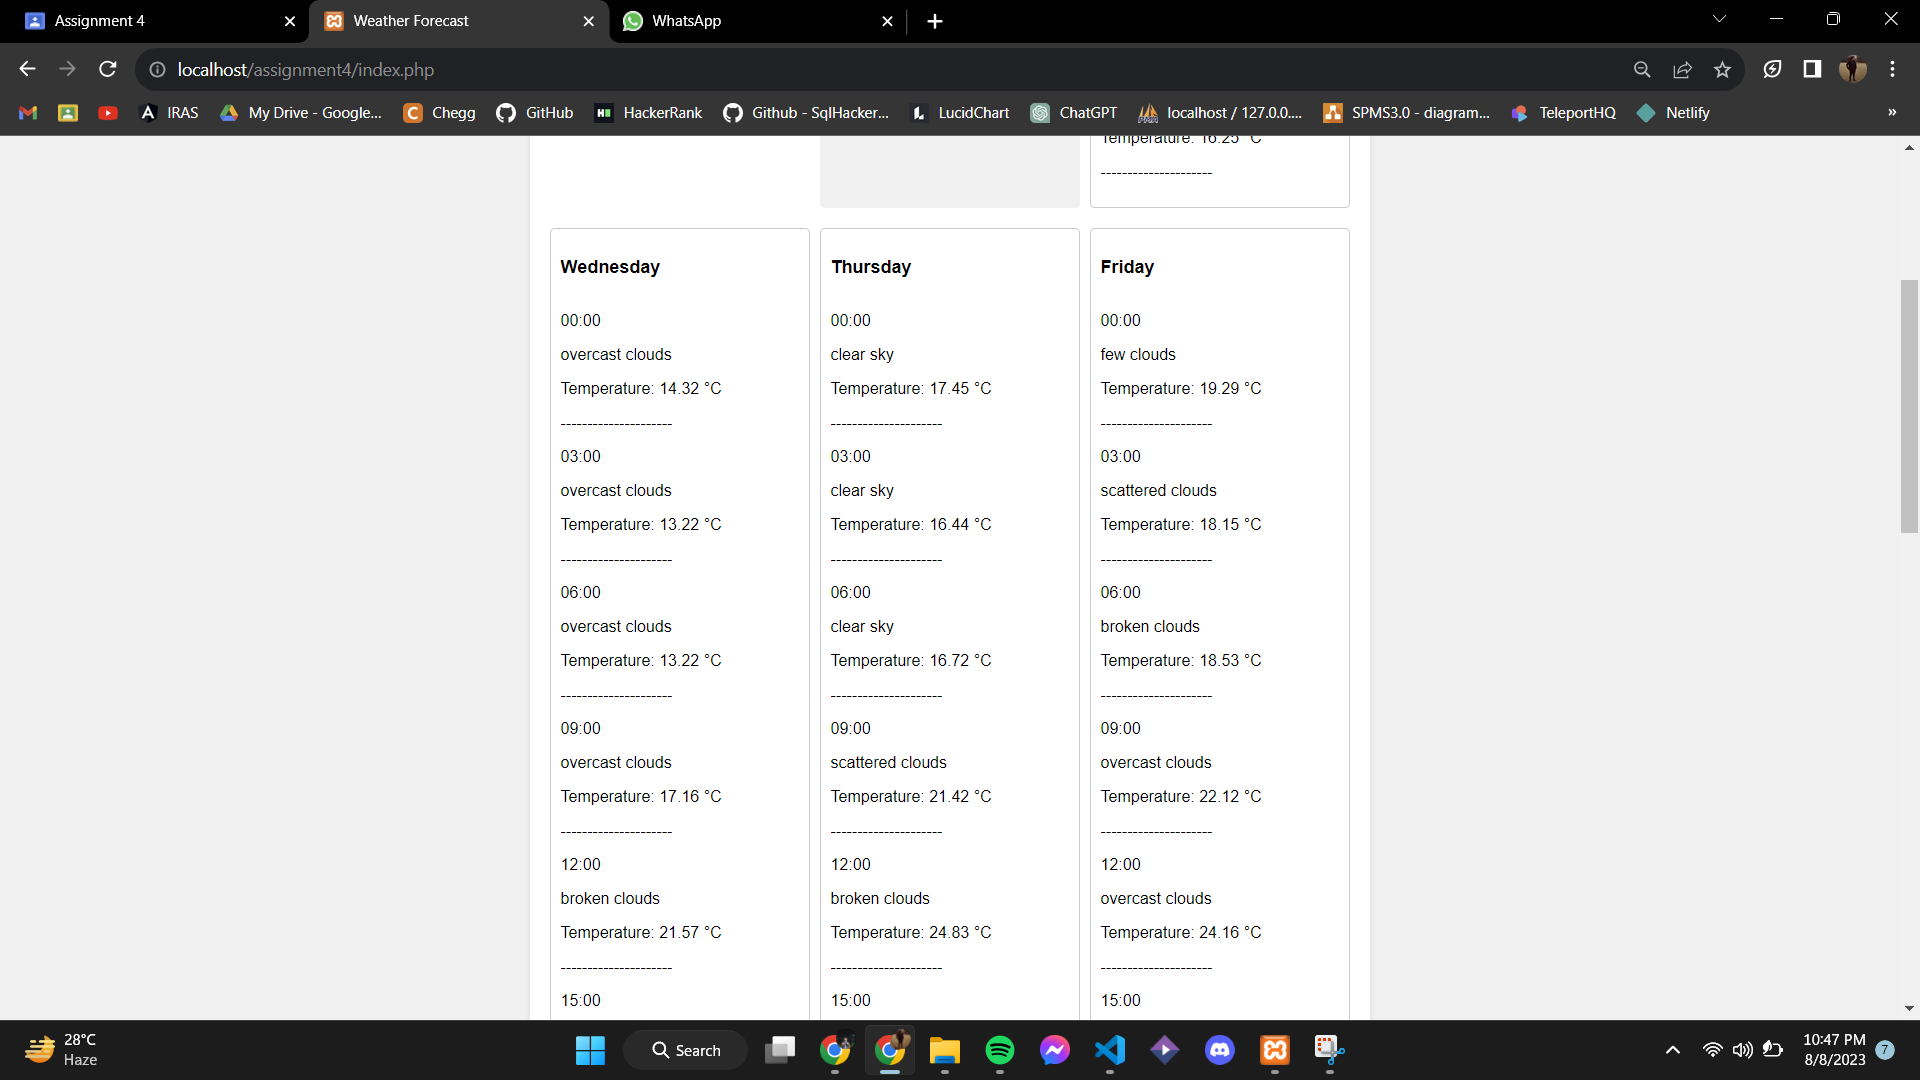 Assignment 4
Weather Forecast
WhatsApp
localhost/assignment4/index.php
IRAS
My Drive - Google...
Chegg
GitHub
HackerRank
Github - SqlHacker...
LucidChart
ChatGPT
localhost / 127.0.0....
SPMS3.0 - diagram...
TeleportHQ
Netlify
»
Temperature: 16.25 °C
---------------------
Wednesday
00:00
overcast clouds
Temperature: 14.32 °C
---------------------
03:00
overcast clouds
Temperature: 13.22 °C
---------------------
06:00
overcast clouds
Temperature: 13.22 °C
---------------------
09:00
overcast clouds
Temperature: 17.16 °C
---------------------
12:00
broken clouds
Temperature: 21.57 °C
---------------------
15:00
Thursday
00:00
clear sky
Temperature: 17.45 °C
---------------------
03:00
clear sky
Temperature: 16.44 °C
---------------------
06:00
clear sky
Temperature: 16.72 °C
---------------------
09:00
scattered clouds
Temperature: 21.42 °C
---------------------
12:00
broken clouds
Temperature: 24.83 °C
---------------------
15:00
Friday
00:00
few clouds
Temperature: 19.29 °C
---------------------
03:00
scattered clouds
Temperature: 18.15 °C
---------------------
06:00
broken clouds
Temperature: 18.53 °C
---------------------
09:00
overcast clouds
Temperature: 22.12 °C
---------------------
12:00
overcast clouds
Temperature: 24.16 °C
---------------------
15:00
28°C
Haze
Search
10:47 PM
8/8/2023
7